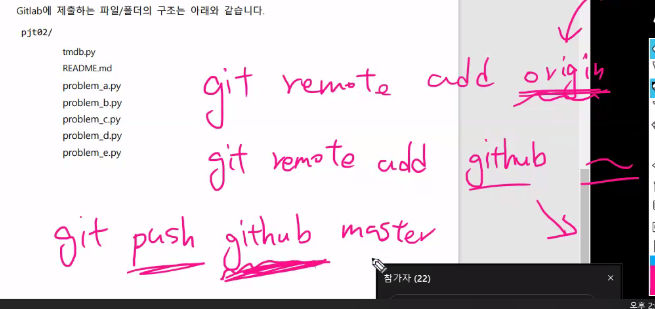 Gitlab에 제출하는 파일/폴더의 구조는 아래와 같습니다.
pjt02/
tmdb.py
README.md
problem_a.py
problem_b.py
problem_c.py
problem_d.py
problem_e.py
git remote add origin
git remote add github
git push github master
참가자 (22)